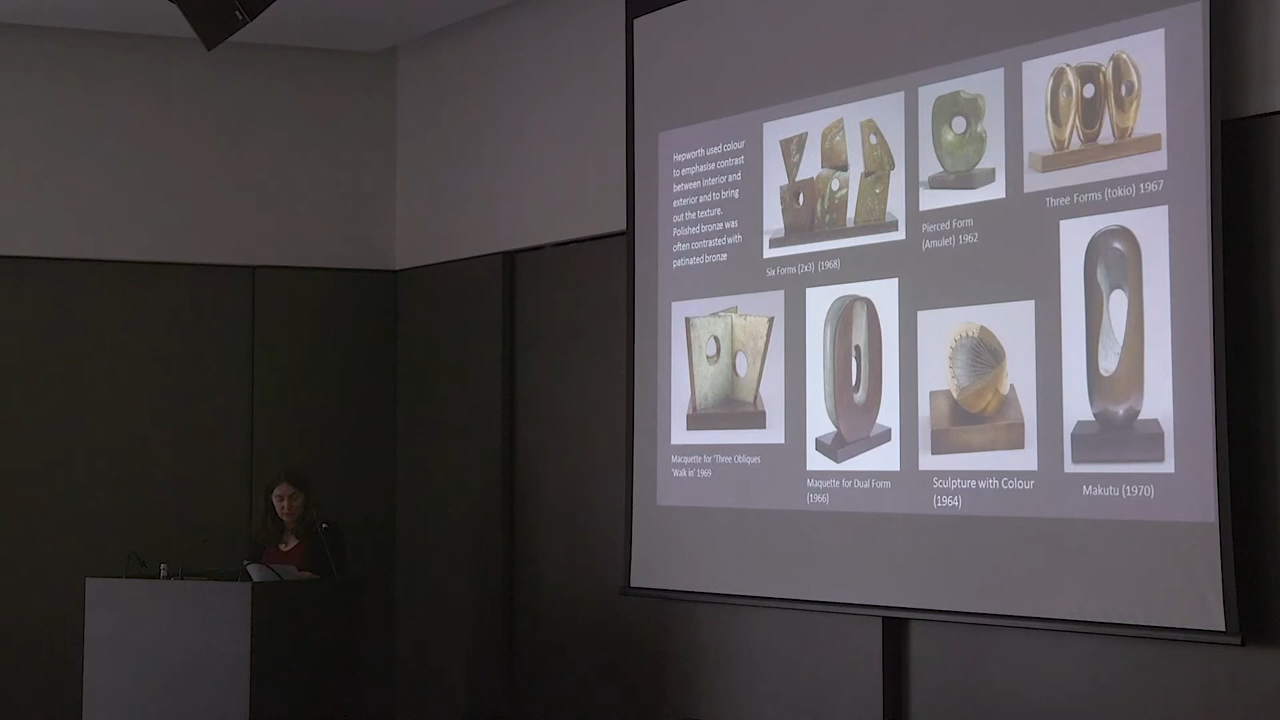 Hepworth used colour
to emphasise contrast
between interior and
exterior and to bring
out the texture.
Polished bronze was
often contrasted with
patinated bronze
Six Forms (2x3) (1968)
Pierced Form
(Amulet) 1962
Three Forms (tokio) 1967
Macquette for 'Three Obliques
'Walk in' 1969
Maquette for Dual Form
(1966)
Sculpture with Colour
(1964)
Makutu (1970)